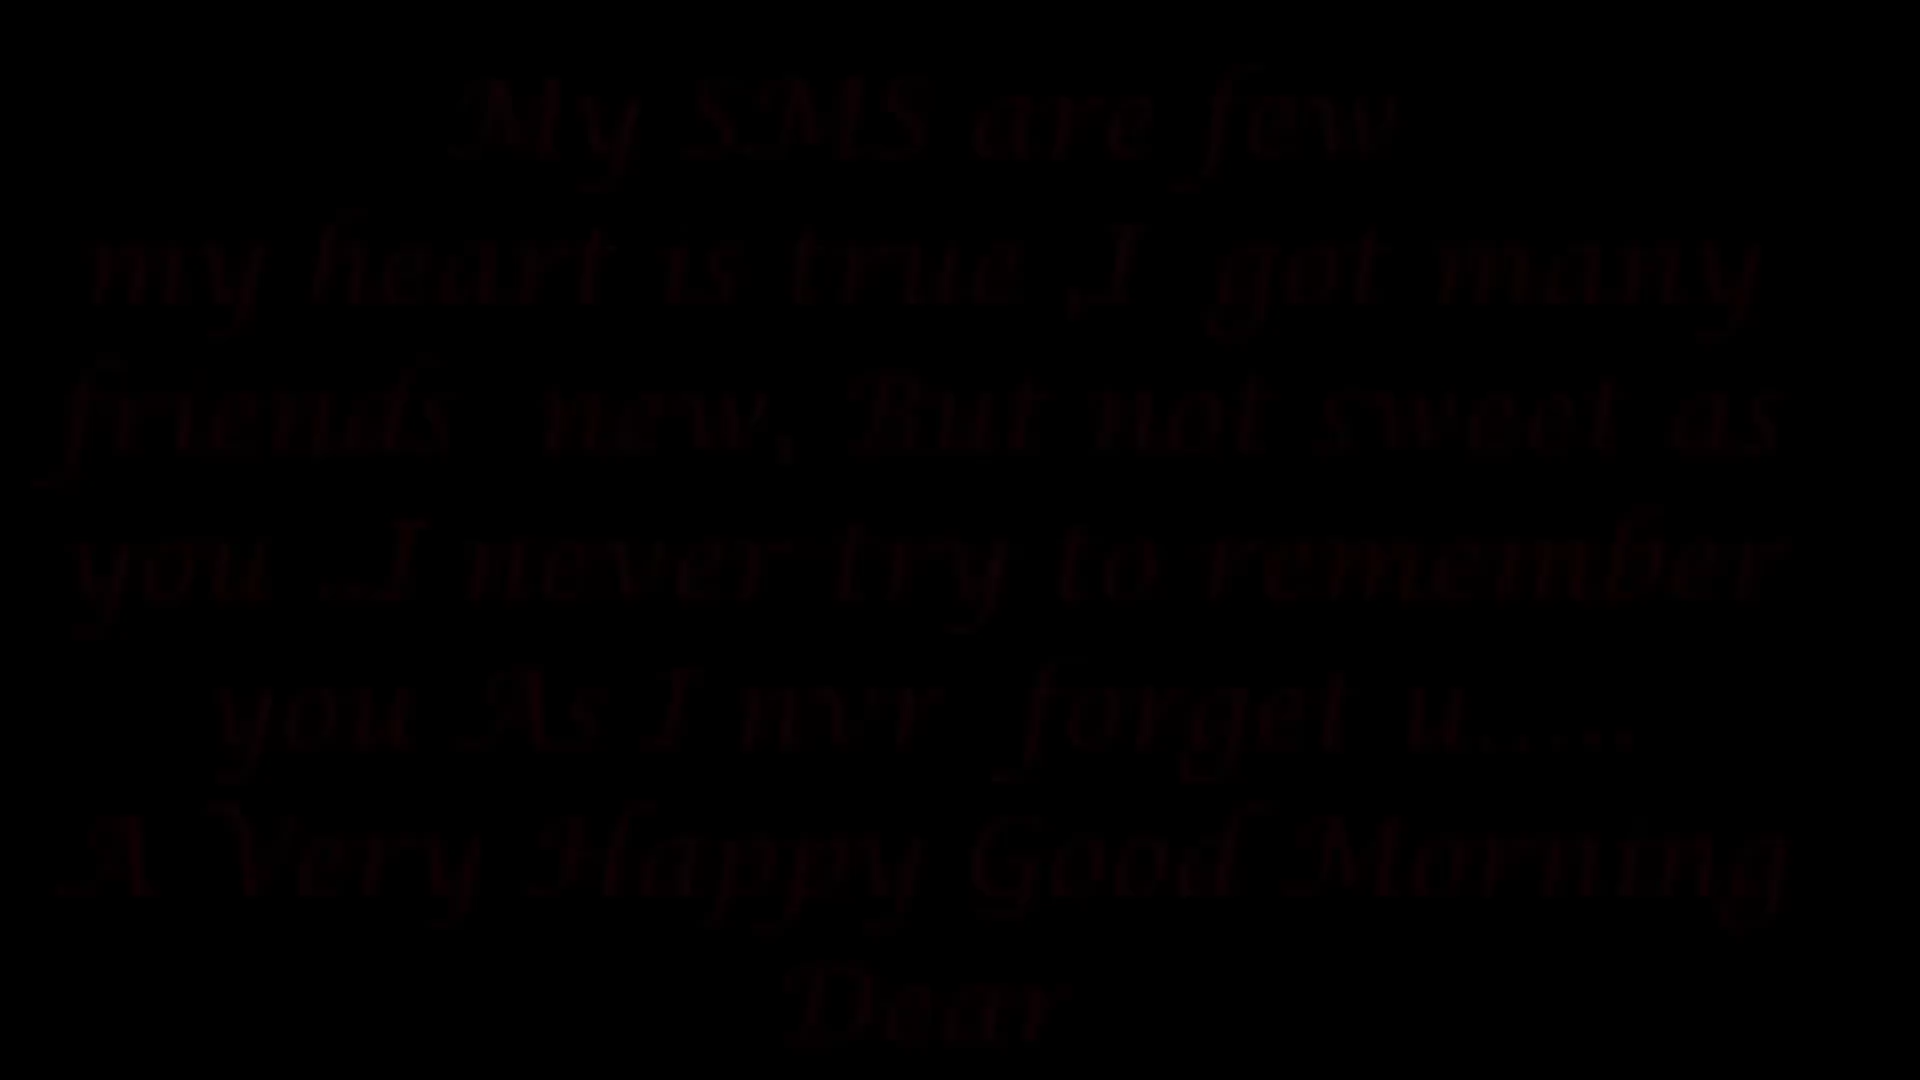 My SMS are few
my heart is true ,I got many
friends new, But not sweet as
you ..I never try to remember
you As I nvr forget u......
A Very Happy Good Morning
Dear